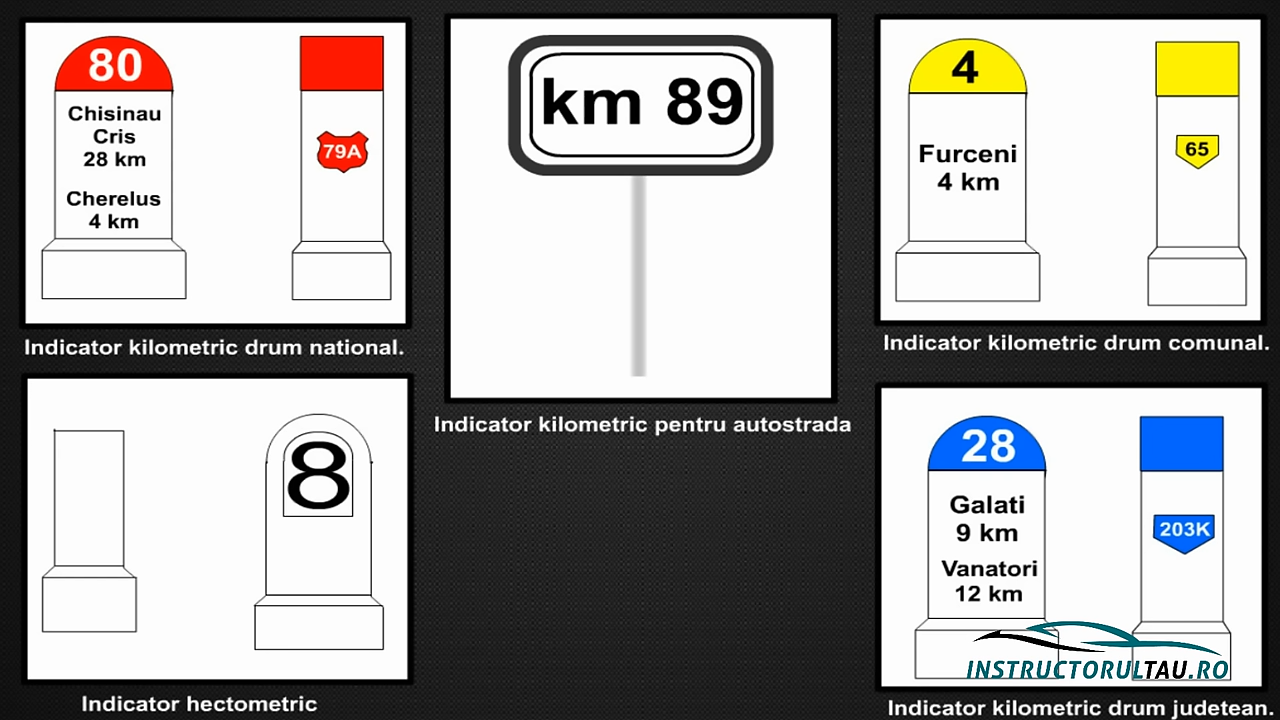 80
Chisinau
Cris
28 km
Cherelus
4 km
79A
Indicator kilometric drum national.
km 89
Indicator kilometric pentru autostrada
4
Furceni
4 km
65
Indicator kilometric drum comunal.
8
Indicator hectometric
28
Galati
9 km
Vanatori
12 km
203K
INSTRUCTORULTAU.RO
Indicator kilometric drum judetean.